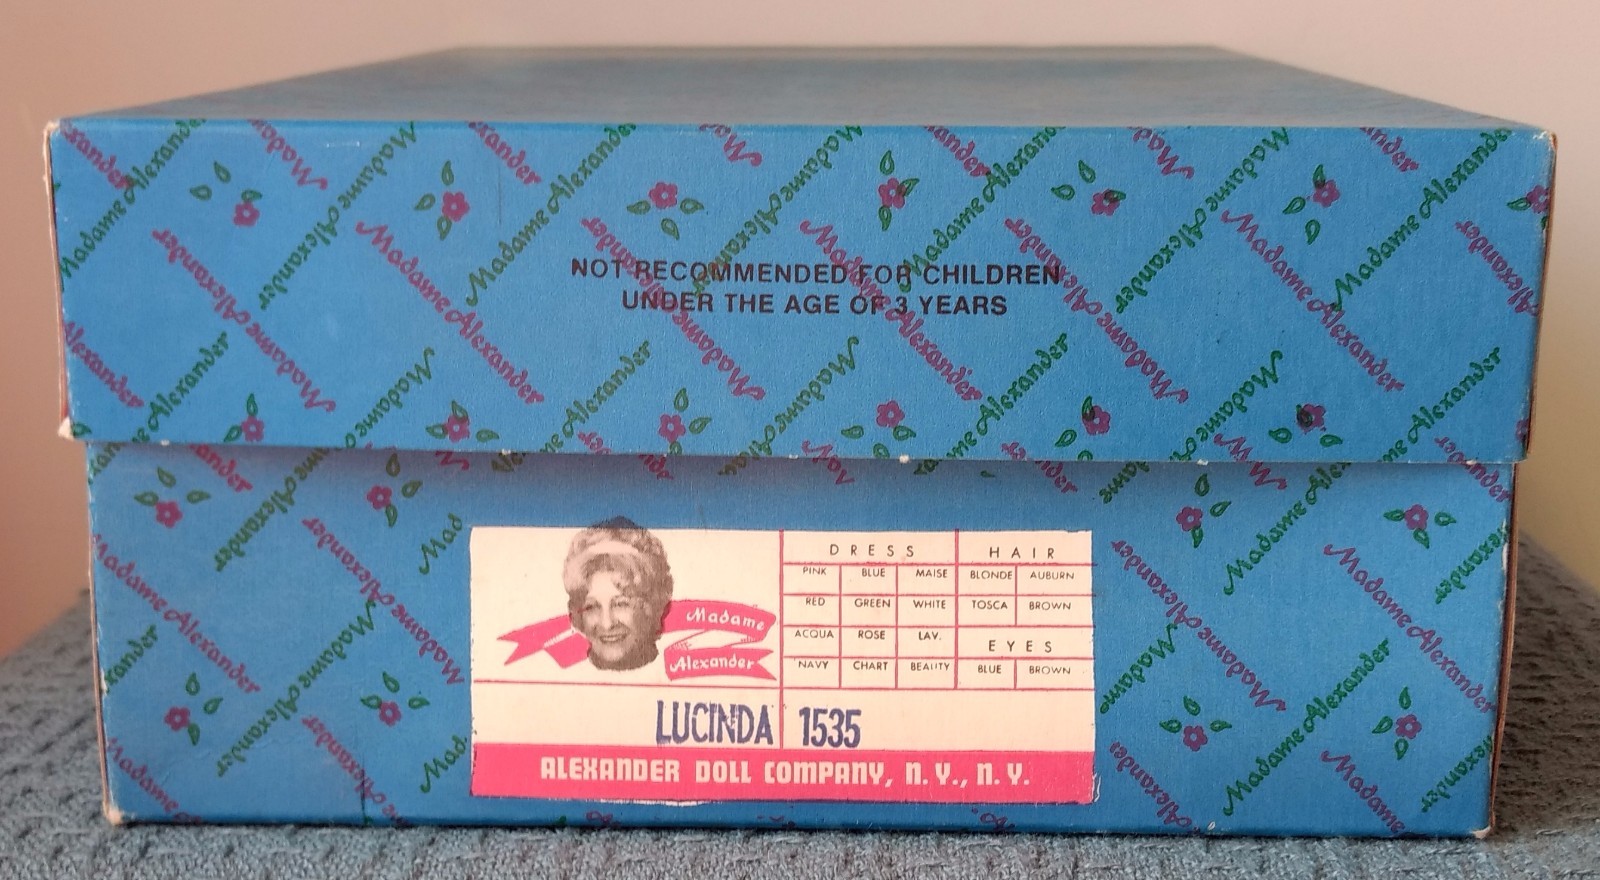 Madame Alexander
NOT RECOMMENDED FOR CHILDREN
UNDER THE AGE OF 3 YEARS
Madame
Alexander
DRESS HAIR
PINK BLUE MAISE BLONDE AUBURN
RED GREEN WHITE TOSCA BROWN
ACQUA ROSE LAV. EYES
NAVY CHART BEAUTY BLUE BROWN
LUCINDA 1535
ALEXANDER DOLL COMPANY, N. Y., N. Y.